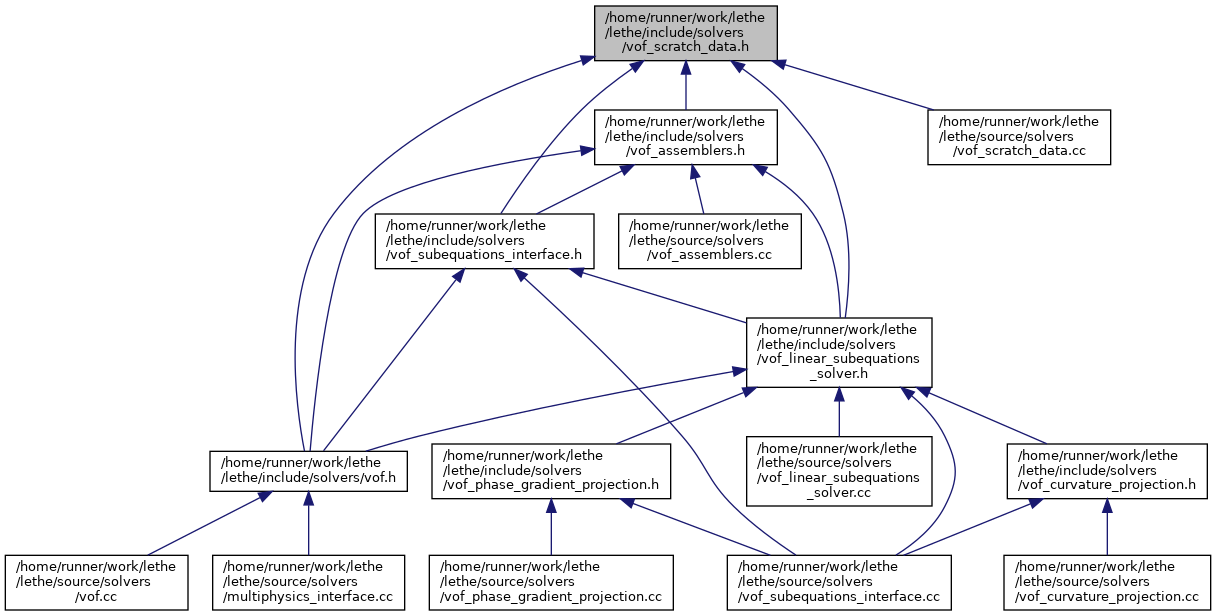 /home/runner/work/lethe
/lethe/include/solvers
/vof_scratch_data.h
/home/runner/work/lethe
/lethe/include/solvers
/vof_assemblers.h
/home/runner/work/lethe
/lethe/source/solvers
/vof_scratch_data.cc
/home/runner/work/lethe
/lethe/include/solvers
/vof_subequations_interface.h
/home/runner/work/lethe
/lethe/source/solvers
/vof_assemblers.cc
/home/runner/work/lethe
/lethe/include/solvers
/vof_linear_subequations
_solver.h
/home/runner/work/lethe
/lethe/include/solvers/vof.h
/home/runner/work/lethe
/lethe/include/solvers
/vof_phase_gradient_projection.h
/home/runner/work/lethe
/lethe/source/solvers
/vof_linear_subequations
_solver.cc
/home/runner/work/lethe
/lethe/include/solvers
/vof_curvature_projection.h
/home/runner/work/lethe
/lethe/source/solvers
/vof.cc
/home/runner/work/lethe
/lethe/source/solvers
/multiphysics_interface.cc
/home/runner/work/lethe
/lethe/source/solvers
/vof_phase_gradient_projection.cc
/home/runner/work/lethe
/lethe/source/solvers
/vof_subequations_interface.cc
/home/runner/work/lethe
/lethe/source/solvers
/vof_curvature_projection.cc